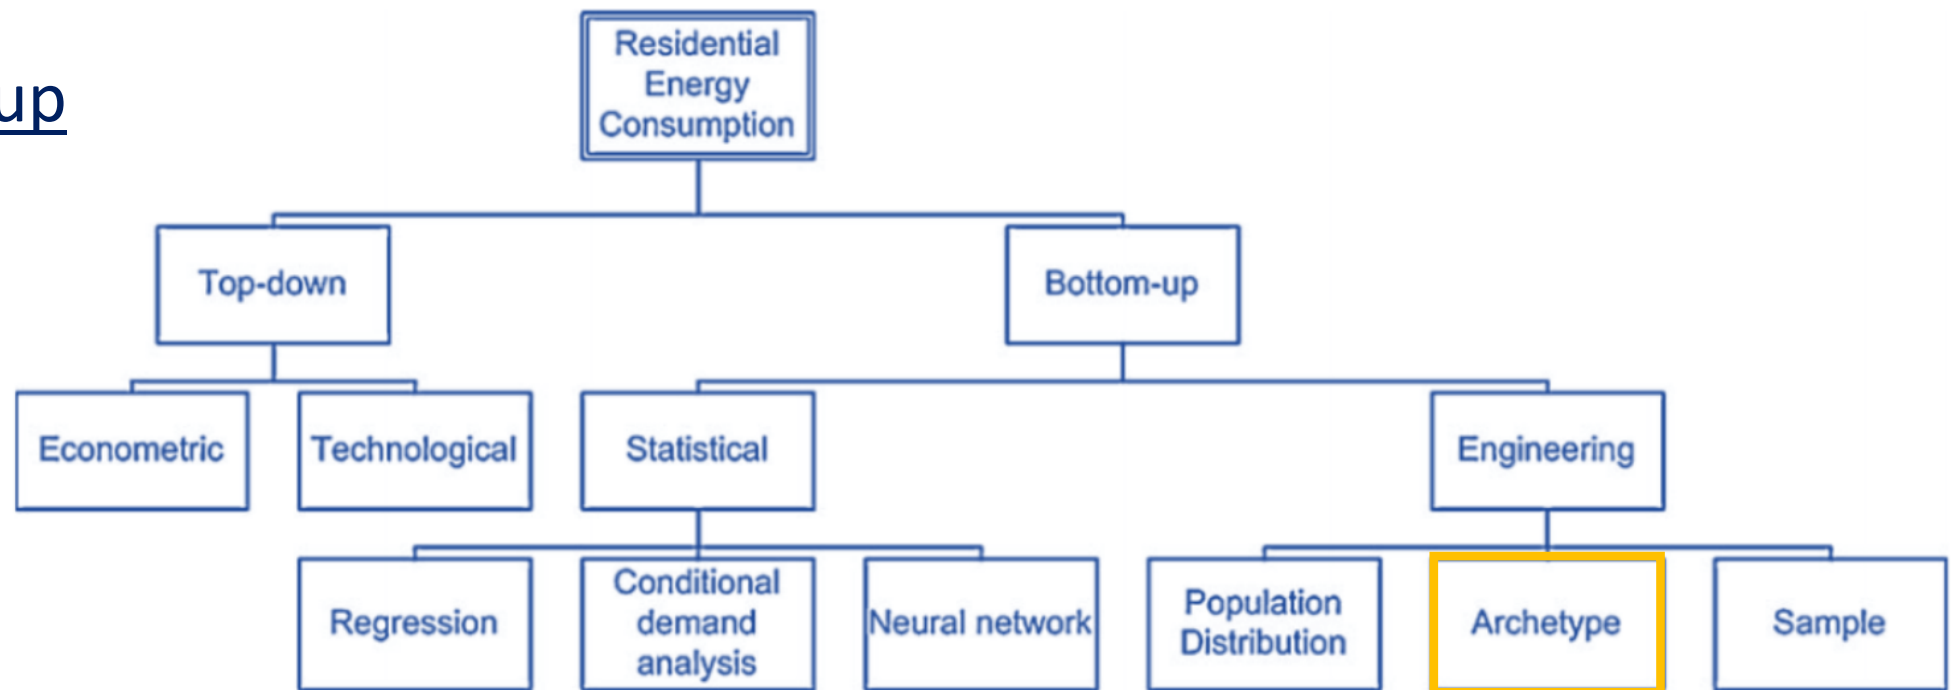 up
Residential
Energy
Consumption
Top-down
Bottom-up
Econometric
Technological
Statistical
Engineering
Regression
Conditional
demand
analysis
Neural network
Population
Distribution
Archetype
Sample